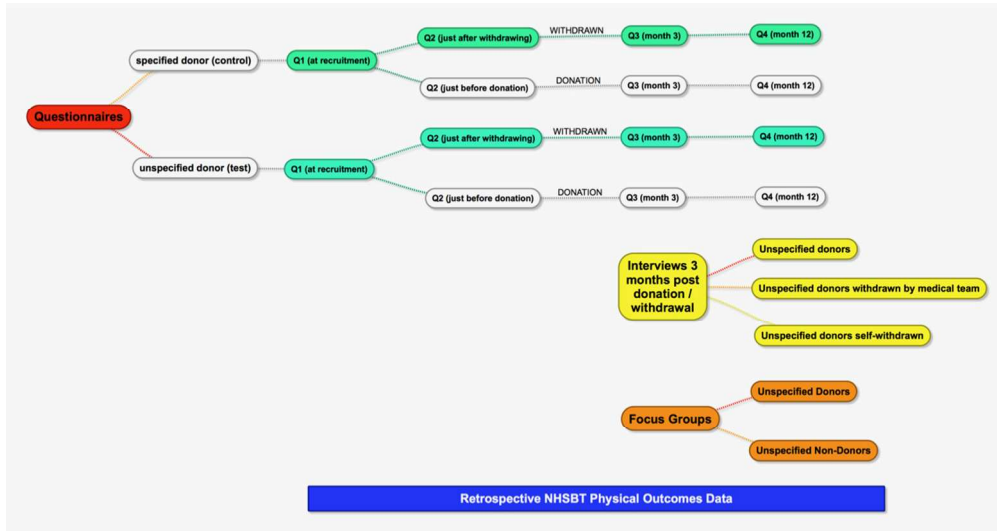 Questionnaires
specified donor (control)
Q1 (at recruitment)
Q2 (just after withdrawing)
WITHDRAWN
Q3 (month 3)
Q4 (month 12)
Q2 (just before donation)
DONATION
Q3 (month 3)
Q4 (month 12)
unspecified donor (test)
Q1 (at recruitment)
Q2 (just after withdrawing)
WITHDRAWN
Q3 (month 3)
Q4 (month 12)
Q2 (just before donation)
DONATION
Q3 (month 3)
Q4 (month 12)
Interviews 3
months post
donation /
withdrawal
Unspecified donors
Unspecified donors withdrawn by medical team
Unspecified donors self-withdrawn
Focus Groups
Unspecified Donors
Unspecified Non-Donors
Retrospective NHSBT Physical Outcomes Data